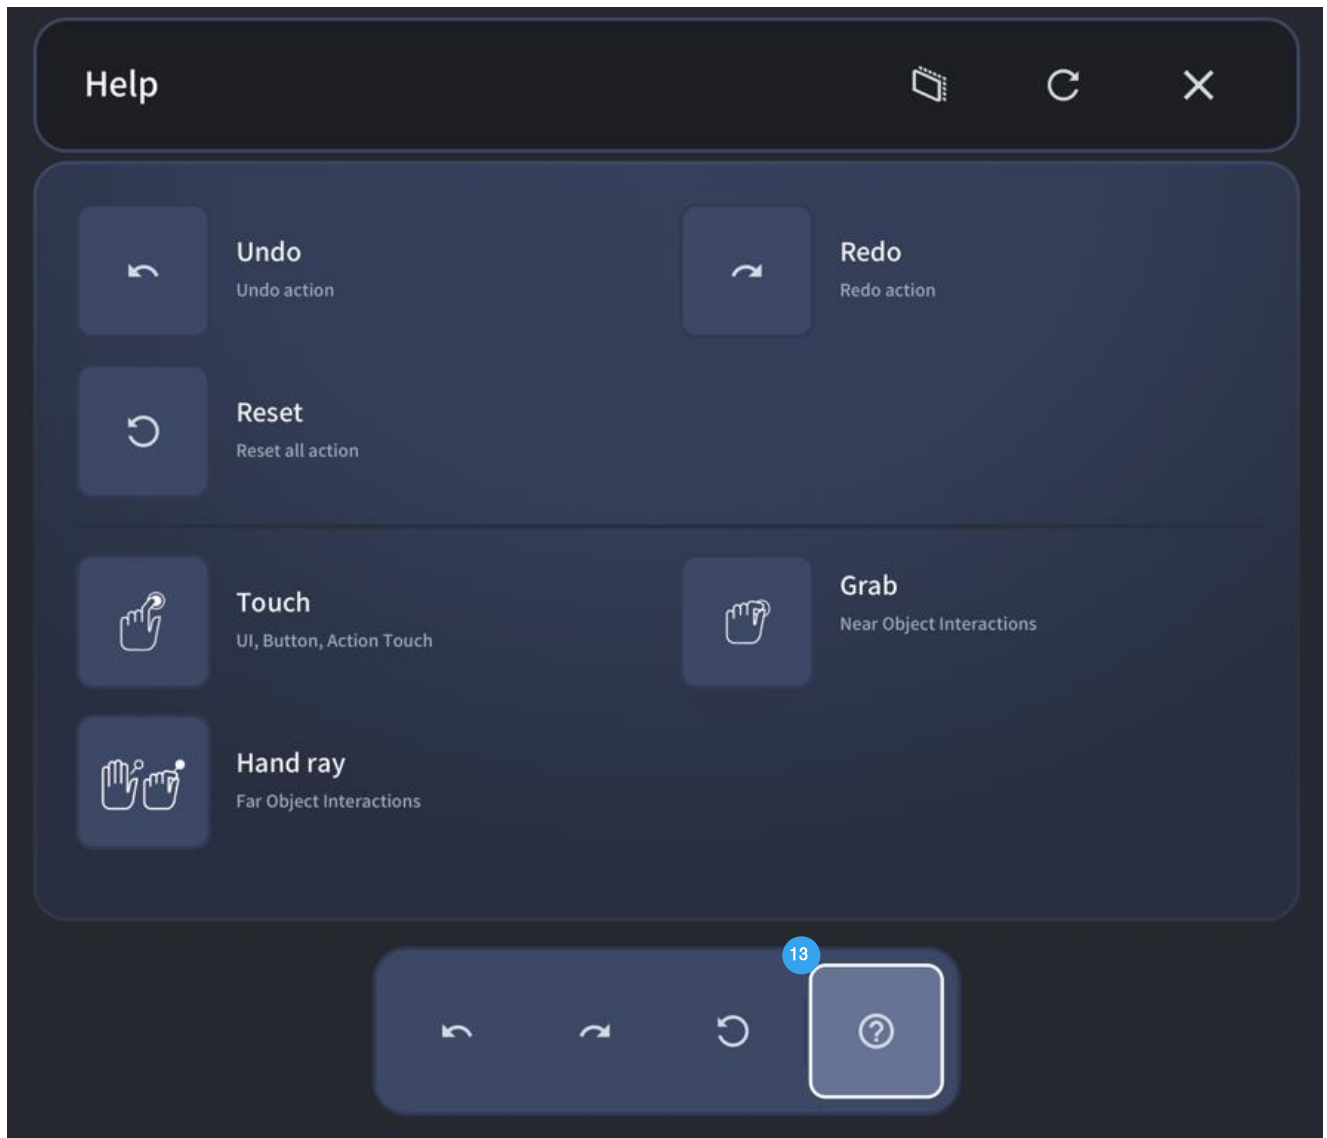 Help
Undo
Undo action
Redo
Redo action
Reset
Reset all action
Touch
UI, Button, Action Touch
Grab
Near Object Interactions
Hand ray
Far Object Interactions
13